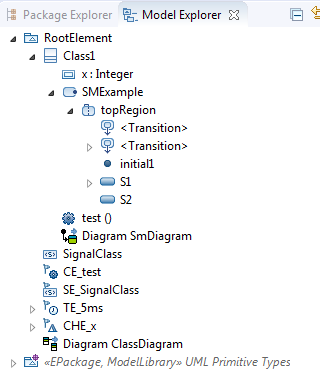 Package Explorer Model Explorer
RootElement
Class1
x : Integer
SMExample
topRegion
<Transition>
<Transition>
initial1
S1
S2
test ()
Diagram SmDiagram
SignalClass
CE_test
SE_SignalClass
TE_5ms
CHE_x
Diagram ClassDiagram
«EPackage, ModelLibrary» UML Primitive Types